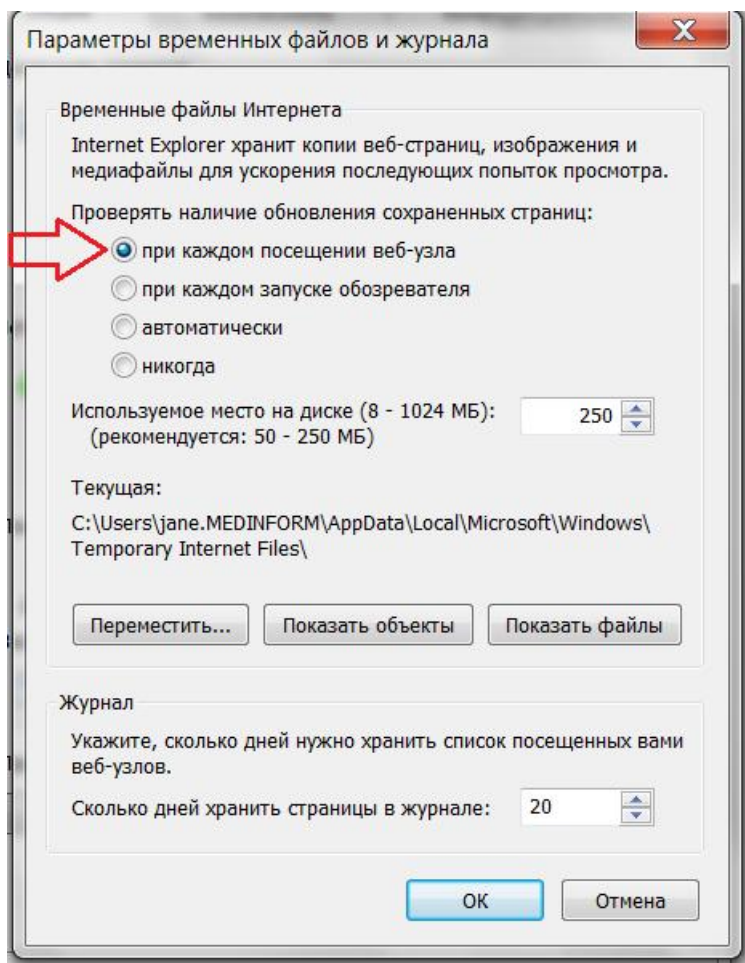 Параметры временных файлов и журнала
Временные файлы Интернета
Internet Explorer хранит копии веб-страниц, изображения и
медиафайлы для ускорения последующих попыток просмотра.
Проверять наличие обновления сохраненных страниц:
при каждом посещении веб-узла
при каждом запуске обозревателя
автоматически
никогда
Используемое место на диске (8 - 1024 МБ): 250
(рекомендуется: 50 - 250 МБ)
Текущая:
C:\Users\jane.MEDINFORM\AppData\Local\Microsoft\Windows\
Temporary Internet Files\
Переместить... Показать объекты Показать файлы
Журнал
Укажите, сколько дней нужно хранить список посещенных вами
веб-узлов.
Сколько дней хранить страницы в журнале: 20
ОК Отмена